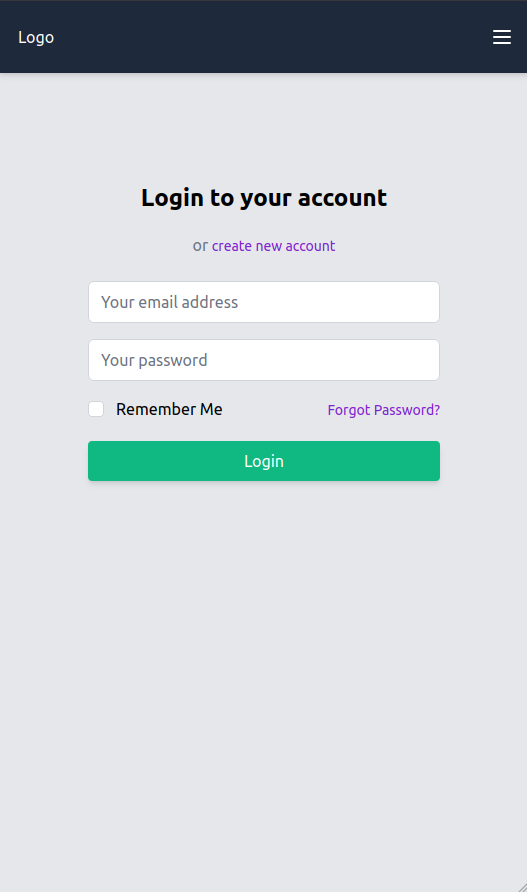 Logo
Login to your account
or create new account
Your email address
Your password
Remember Me Forgot Password?
Login